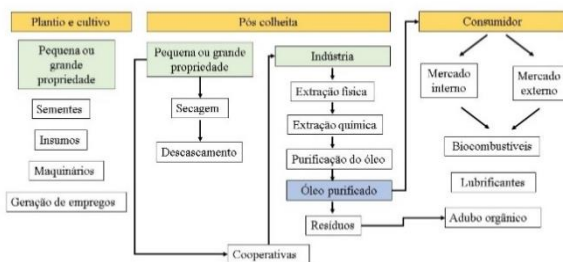 Plantio e cultivo
Pequena ou
grande
propriedade
Sementes
Insumos
Maquinários
Geração de empregos
Pós colheita
Pequena ou grande
propriedade
Secagem
Descascamento
Cooperativas
Indústria
Extração física
Extração química
Purificação do óleo
Óleo purificado
Resíduos
Consumidor
Mercado
interno
Mercado
externo
Biocombustíveis
Lubrificantes
Adubo orgânico